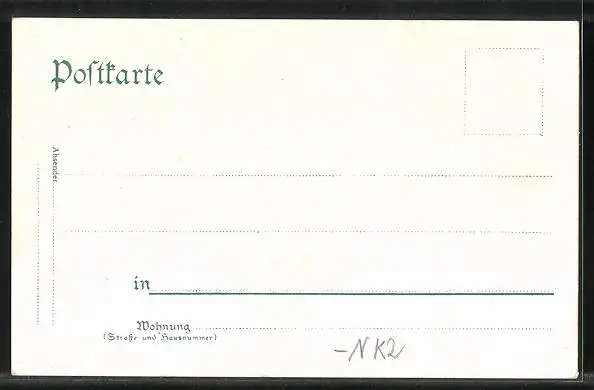 Postkarte
Absender:
in
Wohnung
(Straße und Hausnummer)
-NK2